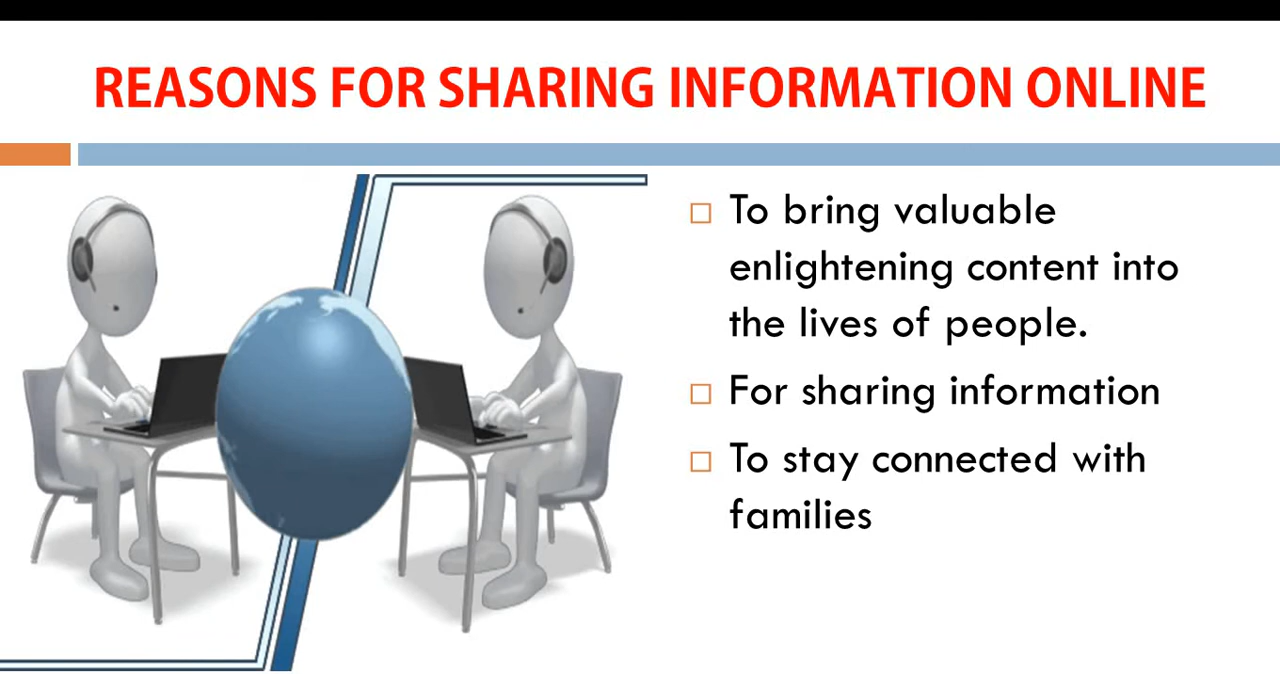 REASONS FOR SHARING INFORMATION ONLINE
To bring valuable
enlightening content into
the lives of people.
For sharing information
To stay connected with
families